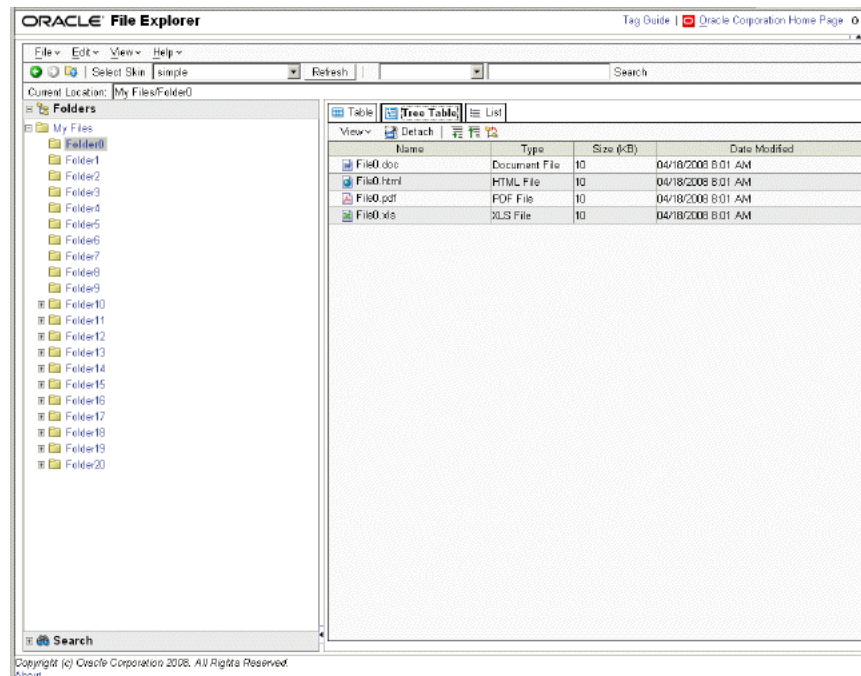 ORACLE File Explorer
Tag Guide | Oracle Corporation Home Page
File Edit View Help
Select Skin simple Refresh Search
Current Location: My Files/Folder0
Folders
My Files
Folder0
Folder1
Folder2
Folder3
Folder4
Folder5
Folder6
Folder7
Folder8
Folder9
Folder10
Folder11
Folder12
Folder13
Folder14
Folder15
Folder16
Folder17
Folder18
Folder19
Folder20
Search
Table Tree Table List
View Detach
Name Type Size (KB) Date Modified
File0.doc Document File 10 04/18/2008 8:01 AM
File0.html HTML File 10 04/18/2008 8:01 AM
File0.pdf PDF File 10 04/18/2008 8:01 AM
File0.xls XLS File 10 04/18/2008 8:01 AM
Copyright (c) Oracle Corporation 2008. All Rights Reserved.
About